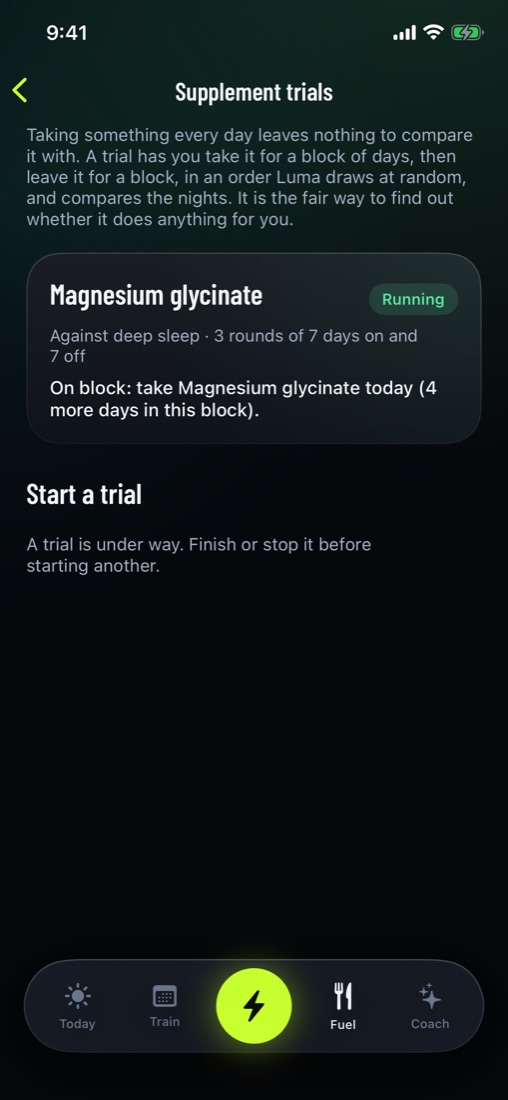 9:41
Supplement trials
Taking something every day leaves nothing to compare
it with. A trial has you take it for a block of days, then
leave it for a block, in an order Luma draws at random,
and compares the nights. It is the fair way to find out
whether it does anything for you.
Magnesium glycinate
Running
Against deep sleep · 3 rounds of 7 days on and
7 off
On block: take Magnesium glycinate today (4
more days in this block).
Start a trial
A trial is under way. Finish or stop it before
starting another.
Today
Train
Fuel
Coach